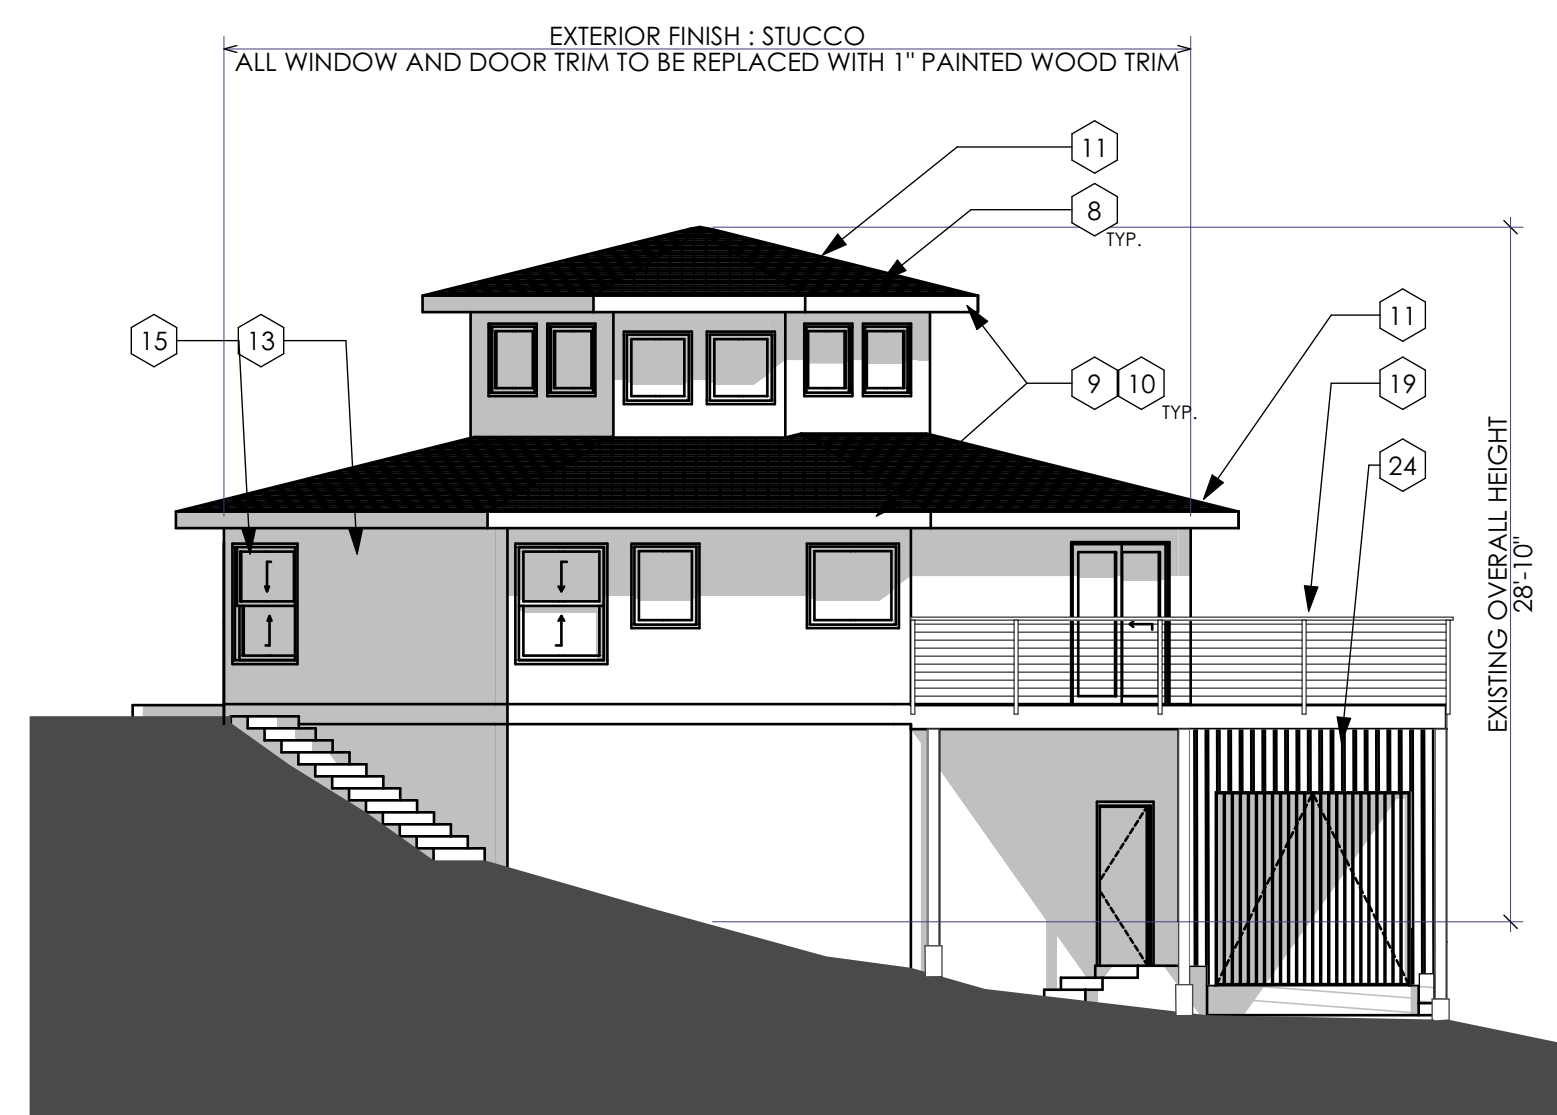 EXTERIOR FINISH : STUCCO
ALL WINDOW AND DOOR TRIM TO BE REPLACED WITH 1" PAINTED WOOD TRIM
11
8
TYP.
15
13
11
9
10
TYP.
19
24
EXISTING OVERALL HEIGHT
28'-10"